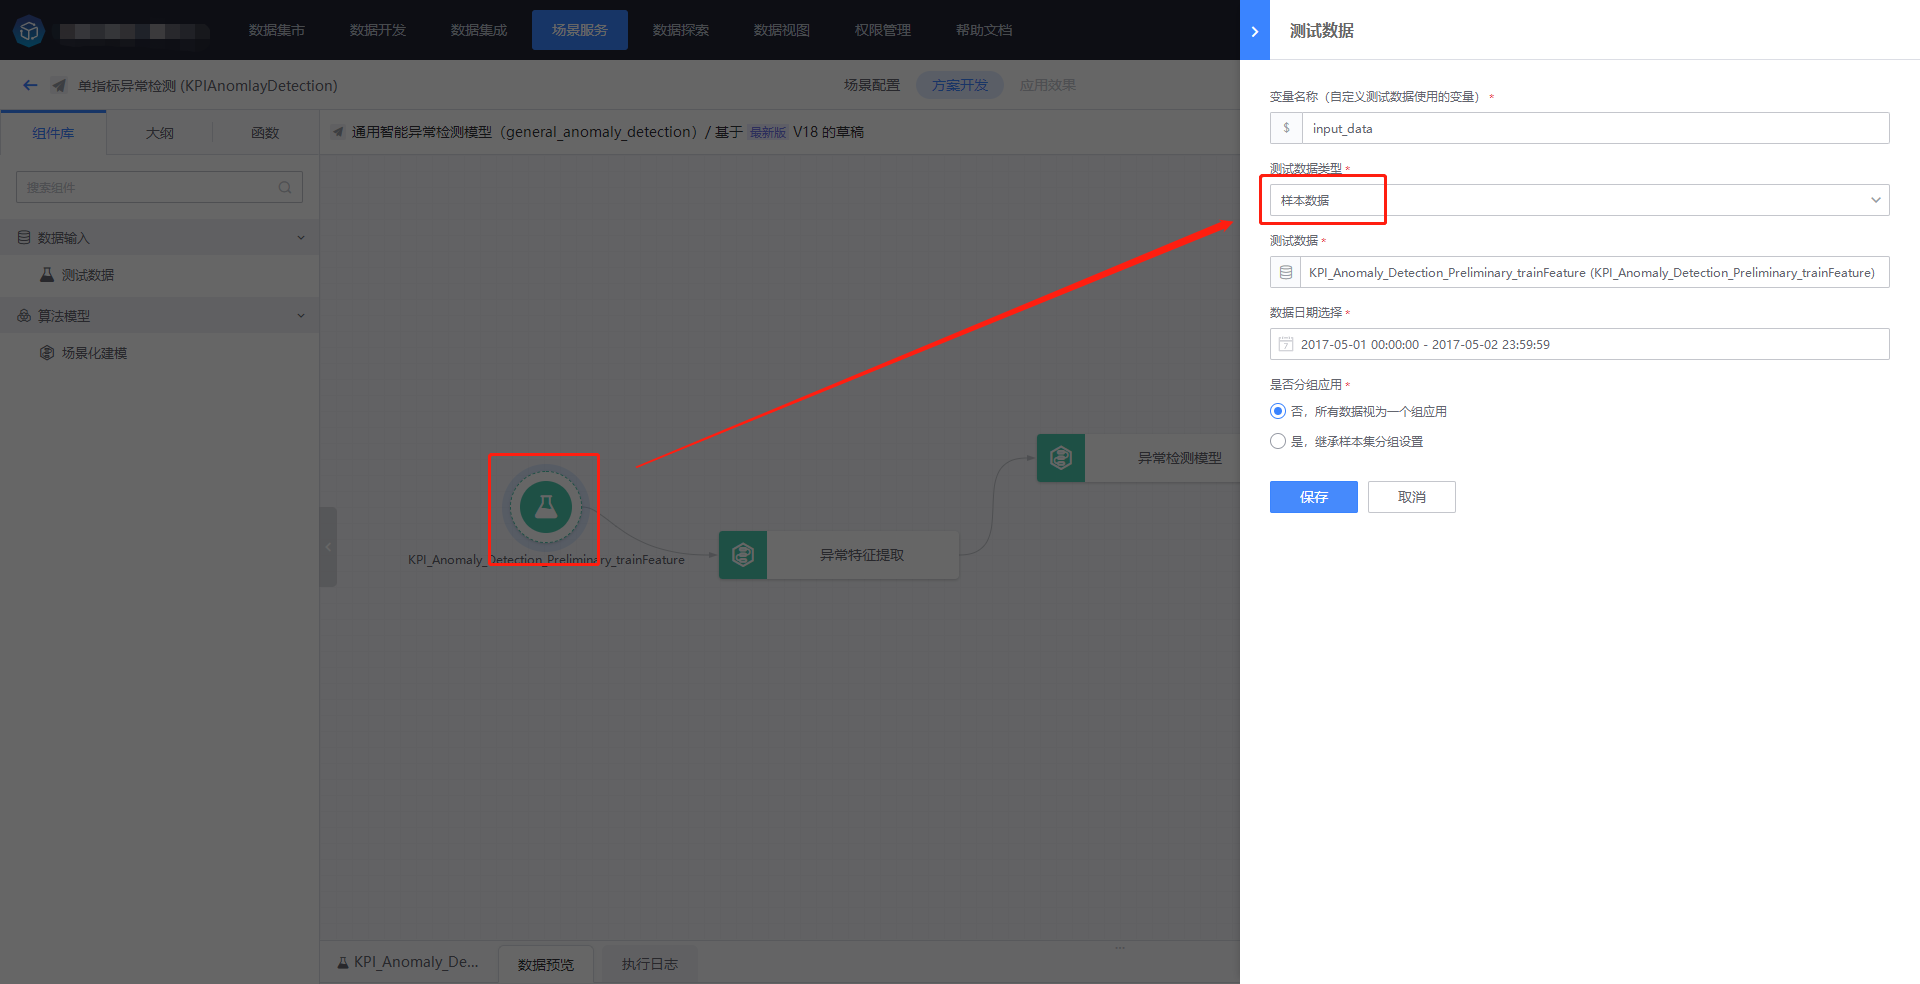 数据集市 数据开发 数据集成 场景服务 数据探索 数据视图 权限管理 帮助文档
单指标异常检测 (KPIAnomlayDetection)
场景配置 方案开发 应用效果
组件库 大纲 函数
通用智能异常检测模型（general_anomaly_detection）/ 基于 最新版 V18 的草稿
搜索组件
数据输入
测试数据
算法模型
场景化建模
KPI_Anomaly_Detection_Preliminary_trainFeature
异常特征提取
异常检测模型
KPI_Anomaly_De... 数据预览 执行日志
测试数据
变量名称（自定义测试数据使用的变量） *
$ input_data
测试数据类型 *
样本数据
测试数据 *
KPI_Anomaly_Detection_Preliminary_trainFeature (KPI_Anomaly_Detection_Preliminary_trainFeature)
数据日期选择 *
7 2017-05-01 00:00:00 - 2017-05-02 23:59:59
是否分组应用 *
否，所有数据视为一个组应用
是，继承样本集分组设置
保存 取消